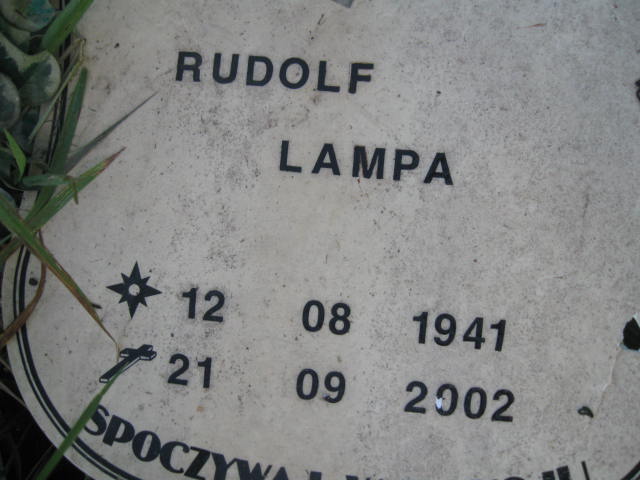 RUDOLF
LAMPA
12 08 1941
21 09 2002
SPOCZYWAJ